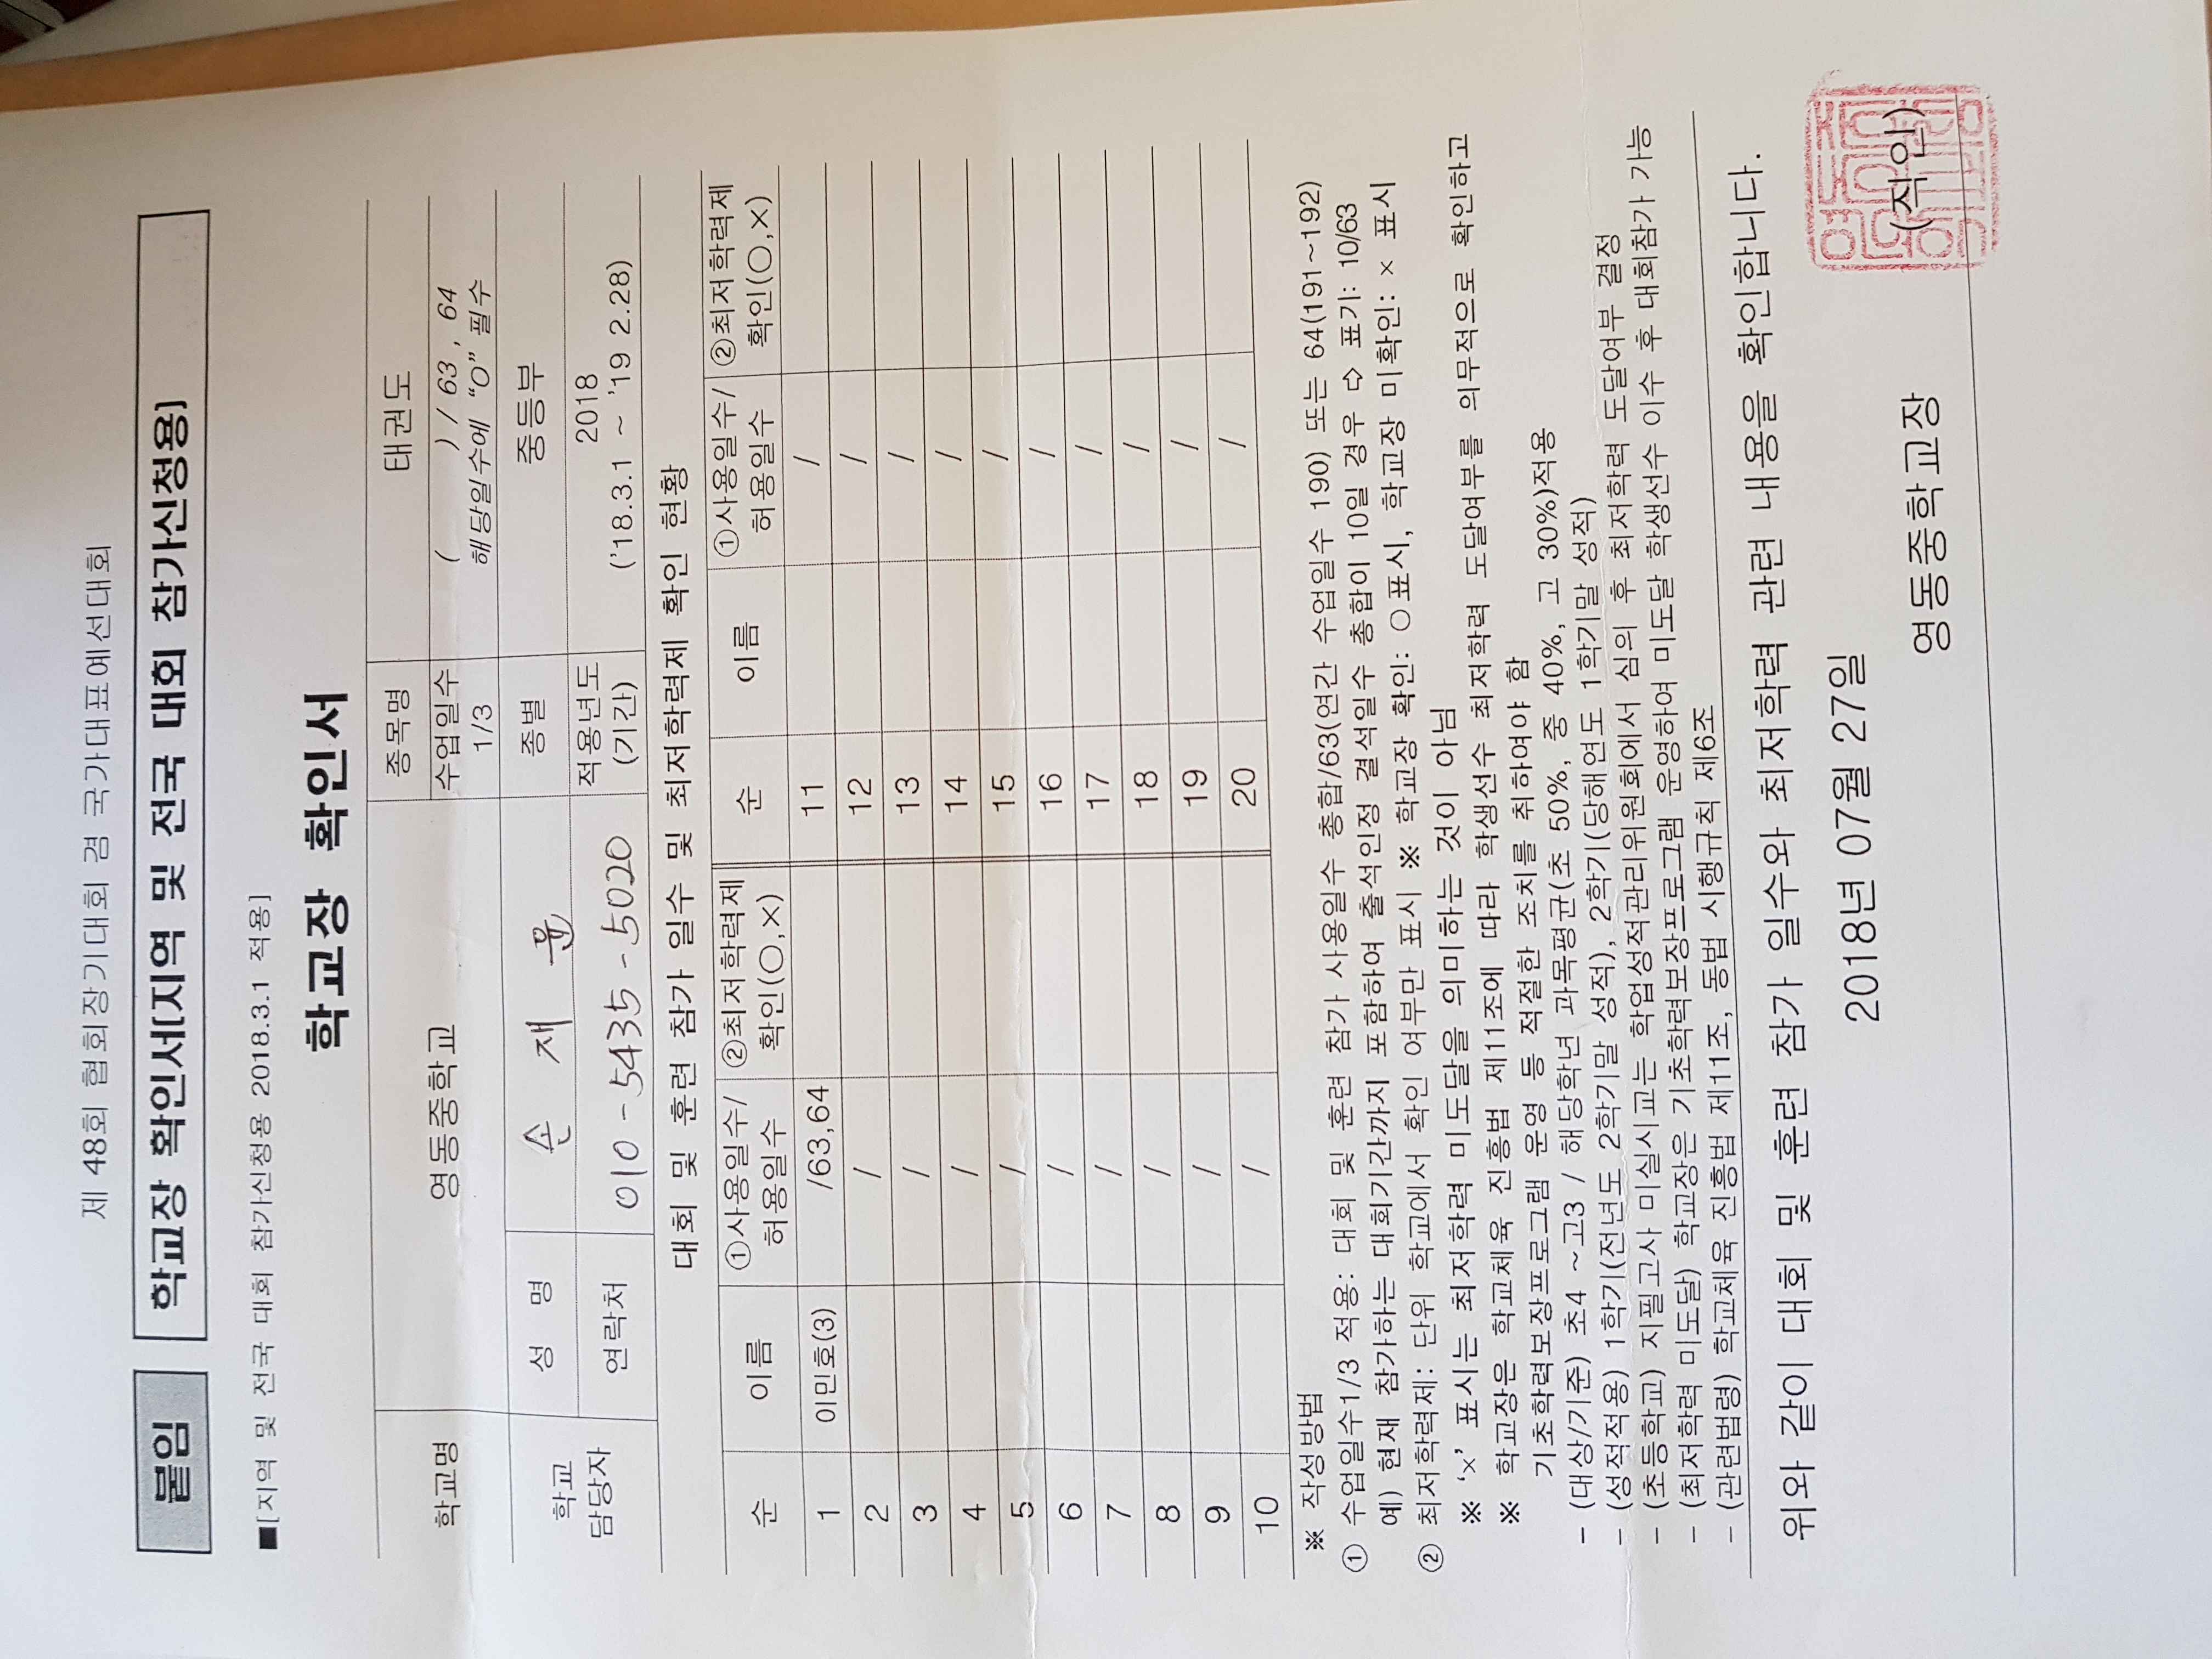 제 48회 협회장기대회 겸 국가대표예선대회
붙임 학교장 확인서[지역 및 전국 대회 참가신청용]
■[지역 및 전국 대회 참가신청용 2018.3.1 적용]
학교장 확인서
학교명 영동중학교 종목명 태권도
수업일수 1/3 ( ) / 63 , 64
해당일수에 "O" 필수
학교 담당자 성 명 손 재 윤 종별 중등부
연락처 010 - 5435 - 5020 적용년도 (기간) 2018
('18.3.1 ~ '19 2.28)
대회 및 훈련 참가 일수 및 최저학력제 확인 현황
순 이름 ①사용일수/허용일수 ②최저학력제 확인(○,×) 순 이름 ①사용일수/허용일수 ②최저학력제 확인(○,×)
1 이민호(3) /63,64 11 /
2 / 12 /
3 / 13 /
4 / 14 /
5 / 15 /
6 / 16 /
7 / 17 /
8 / 18 /
9 / 19 /
10 / 20 /
※ 작성방법
① 수업일수1/3 적용: 대회 및 훈련 참가 사용일수 총합/63(연간 수업일수 190) 또는 64(191~192)
예) 현재 참가하는 대회기간까지 포함하여 출석인정 결석일수 총합이 10일 경우 ⇨ 표기: 10/63
② 최저학력제: 단위 학교에서 확인 여부만 표시 ※ 학교장 확인: ○표시, 학교장 미확인: × 표시
※ '×' 표시는 최저학력 미도달을 의미하는 것이 아님
※ 학교장은 학교체육 진흥법 제11조에 따라 학생선수 최저학력 도달여부를 의무적으로 확인하고
기초학력보장프로그램 운영 등 적절한 조치를 취하여야 함
- (대상/기준) 초4 ~고3 / 해당학년 과목평균(초 50%, 중 40%, 고 30%)적용
- (성적적용) 1학기(전년도 2학기말 성적), 2학기(당해연도 1학기말 성적)
- (초등학교) 지필고사 미실시교는 학업성적관리위원회에서 심의 후 최저학력 도달여부 결정
- (최저학력 미도달) 학교장은 기초학력보장프로그램 운영하여 미도달 학생선수 이수 후 대회참가 가능
- (관련법령) 학교체육 진흥법 제11조, 동법 시행규칙 제6조
위와 같이 대회 및 훈련 참가 일수와 최저학력 관련 내용을 확인합니다.
2018년 07월 27일
영동중학교장 (직인)